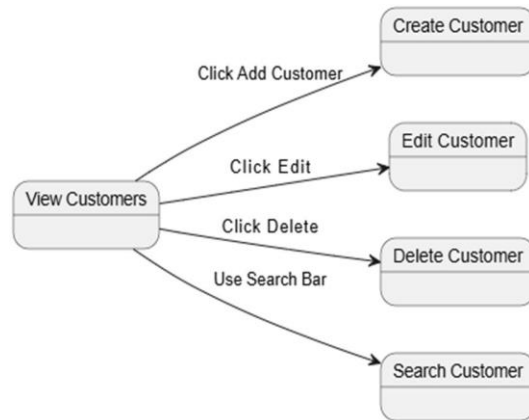 Create Customer
Click Add Customer
Edit Customer
Click Edit
View Customers
Click Delete
Delete Customer
Use Search Bar
Search Customer